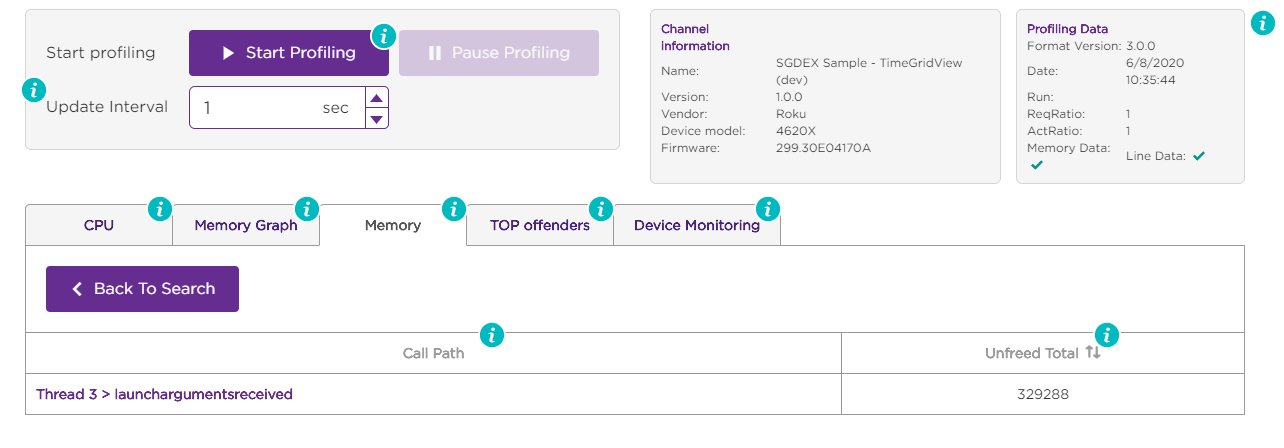 Start profiling
Start Profiling
Pause Profiling
Update Interval
1 sec
Channel
Information
Name: SGDEX Sample - TimeGridView
(dev)
Version: 1.0.0
Vendor: Roku
Device model: 4620X
Firmware: 299.30E04170A
Profiling Data
Format Version: 3.0.0
Date: 6/8/2020
10:35:44
Run:
ReqRatio: 1
ActRatio: 1
Memory Data:
Line Data:
CPU
Memory Graph
Memory
TOP offenders
Device Monitoring
Back To Search
Call Path
Unfreed Total
Thread 3 > launchargumentsreceived
329288